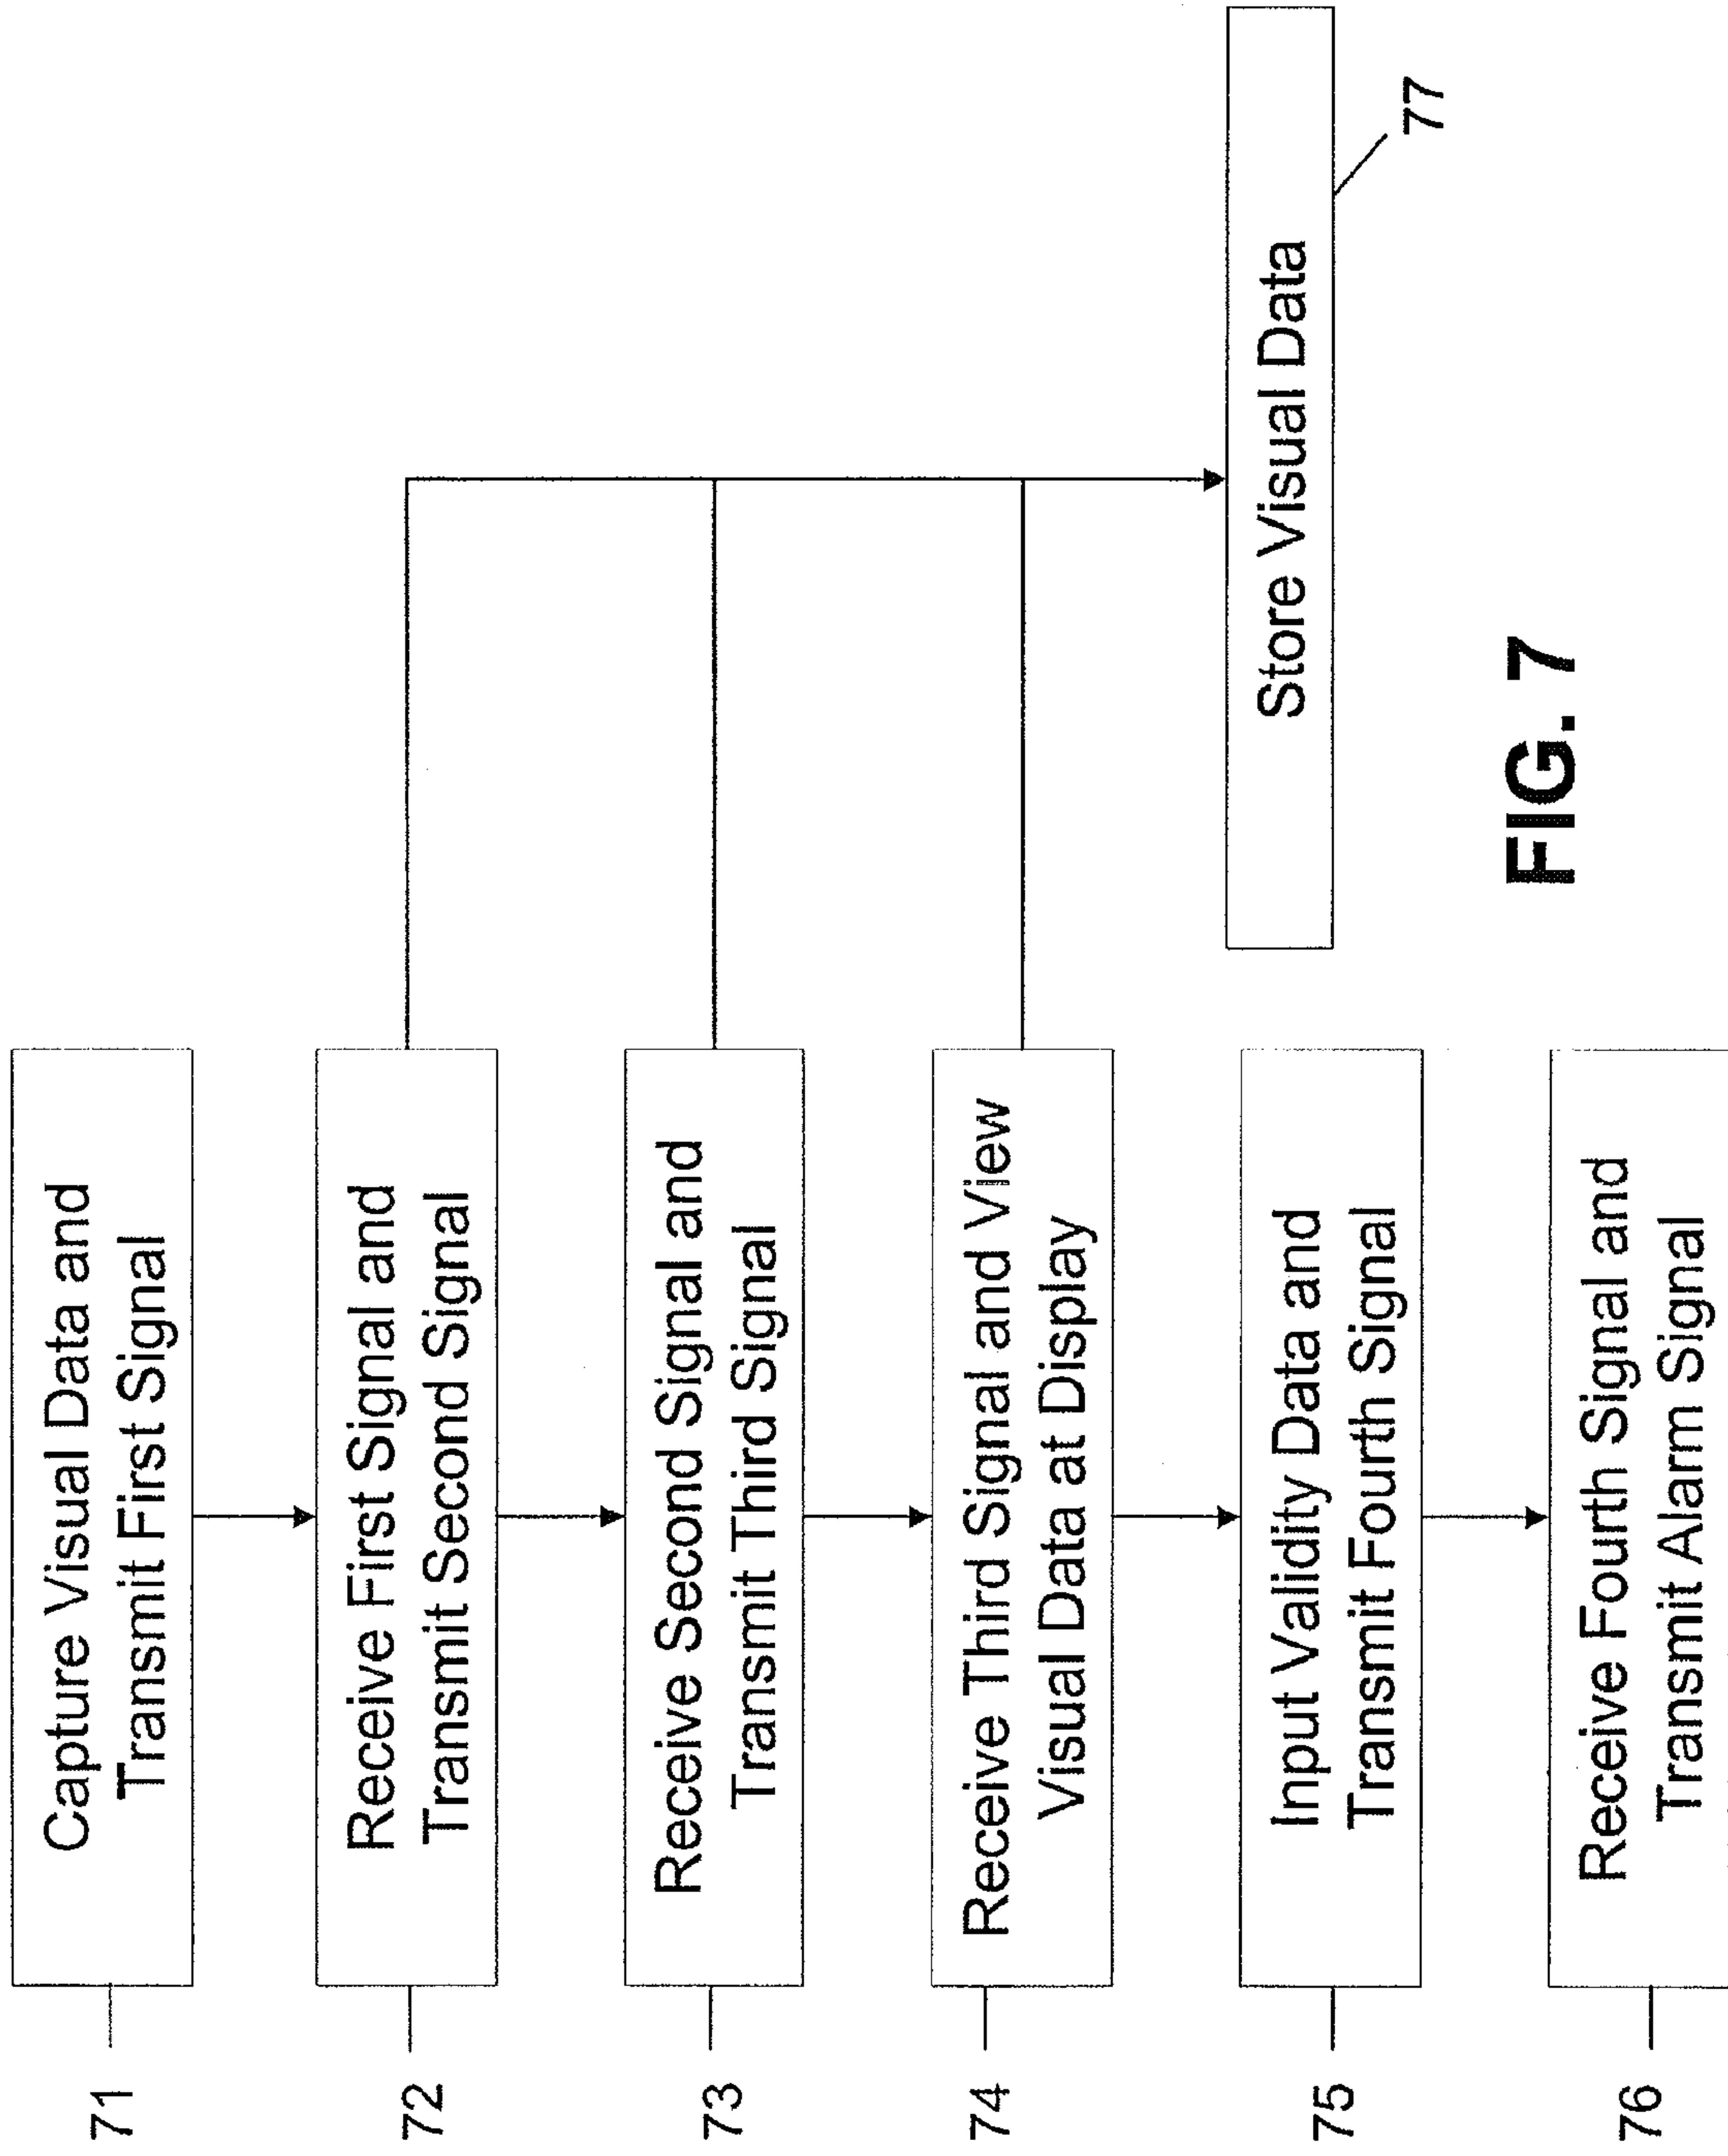 71
Capture Visual Data and
Transmit First Signal
72
Receive First Signal and
Transmit Second Signal
73
Receive Second Signal and
Transmit Third Signal
74
Receive Third Signal and View
Visual Data at Display
75
Input Validity Data and
Transmit Fourth Signal
76
Receive Fourth Signal and
Transmit Alarm Signal
Store Visual Data
77
FIG. 7